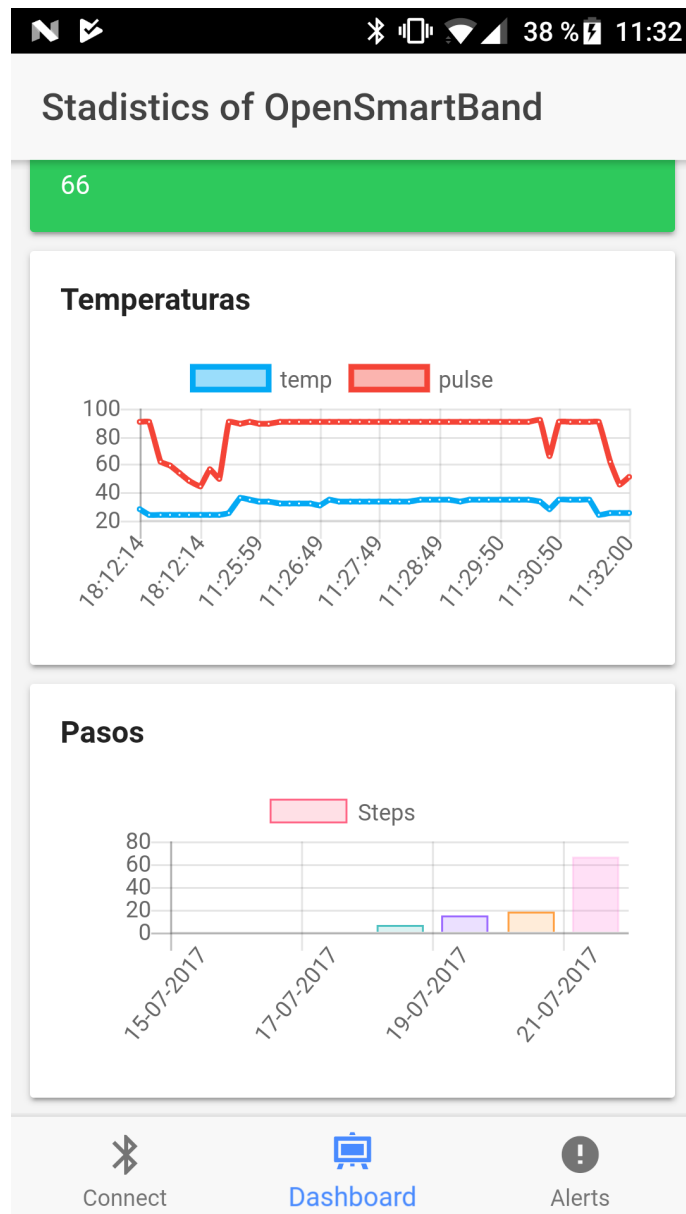 38 % 11:32
Stadistics of OpenSmartBand
66
Temperaturas
temp pulse
100
80
60
40
20
18:12:14 18:12:14 11:25:59 11:26:49 11:27:49 11:28:49 11:29:50 11:30:50 11:32:00
Pasos
Steps
80
60
40
20
0
15-07-2017 17-07-2017 19-07-2017 21-07-2017
Connect Dashboard Alerts